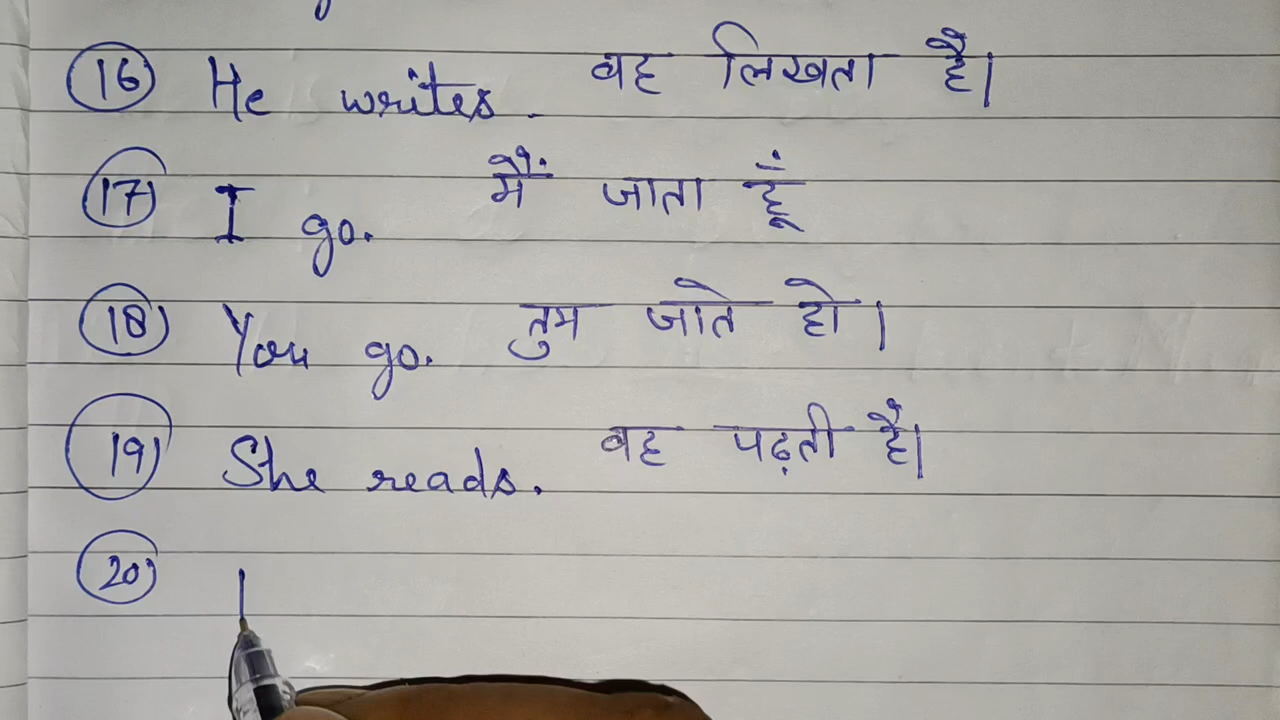 16 He writes. वह लिखता है।
17 I go. मैं जाता हूँ
18 You go. तुम जाते हो।
19 She reads. वह पढ़ती है।
20